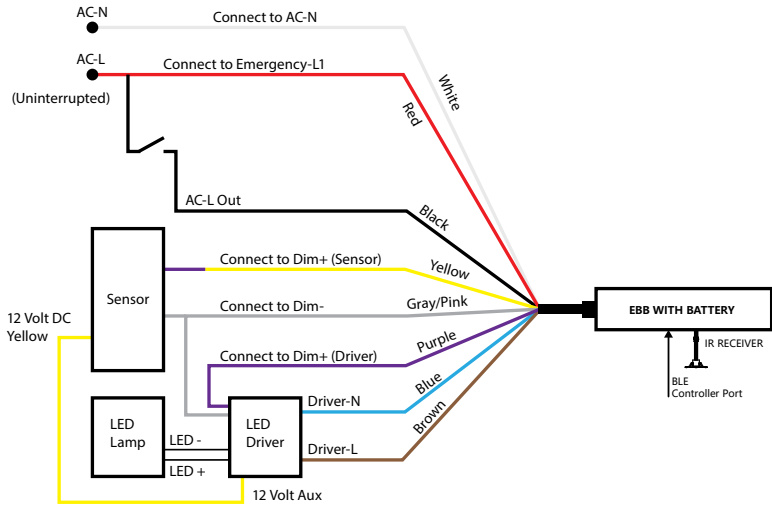 AC-N
Connect to AC-N
AC-L
Connect to Emergency-L1
(Uninterrupted)
White
Red
AC-L Out
Black
Connect to Dim+ (Sensor)
Yellow
Sensor
Connect to Dim-
Gray/Pink
12 Volt DC
Yellow
EBB WITH BATTERY
Purple
IR RECEIVER
Connect to Dim+ (Driver)
BLE
Controller Port
Blue
Driver-N
Brown
LED
Lamp
LED -
LED +
LED
Driver
Driver-L
12 Volt Aux